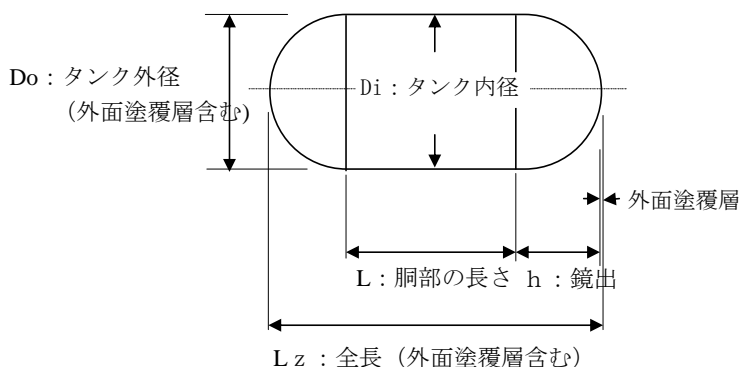 Do：タンク外径
（外面塗覆層含む)
Di：タンク内径
外面塗覆層
L：胴部の長さ
h：鏡出
Lz：全長（外面塗覆層含む）